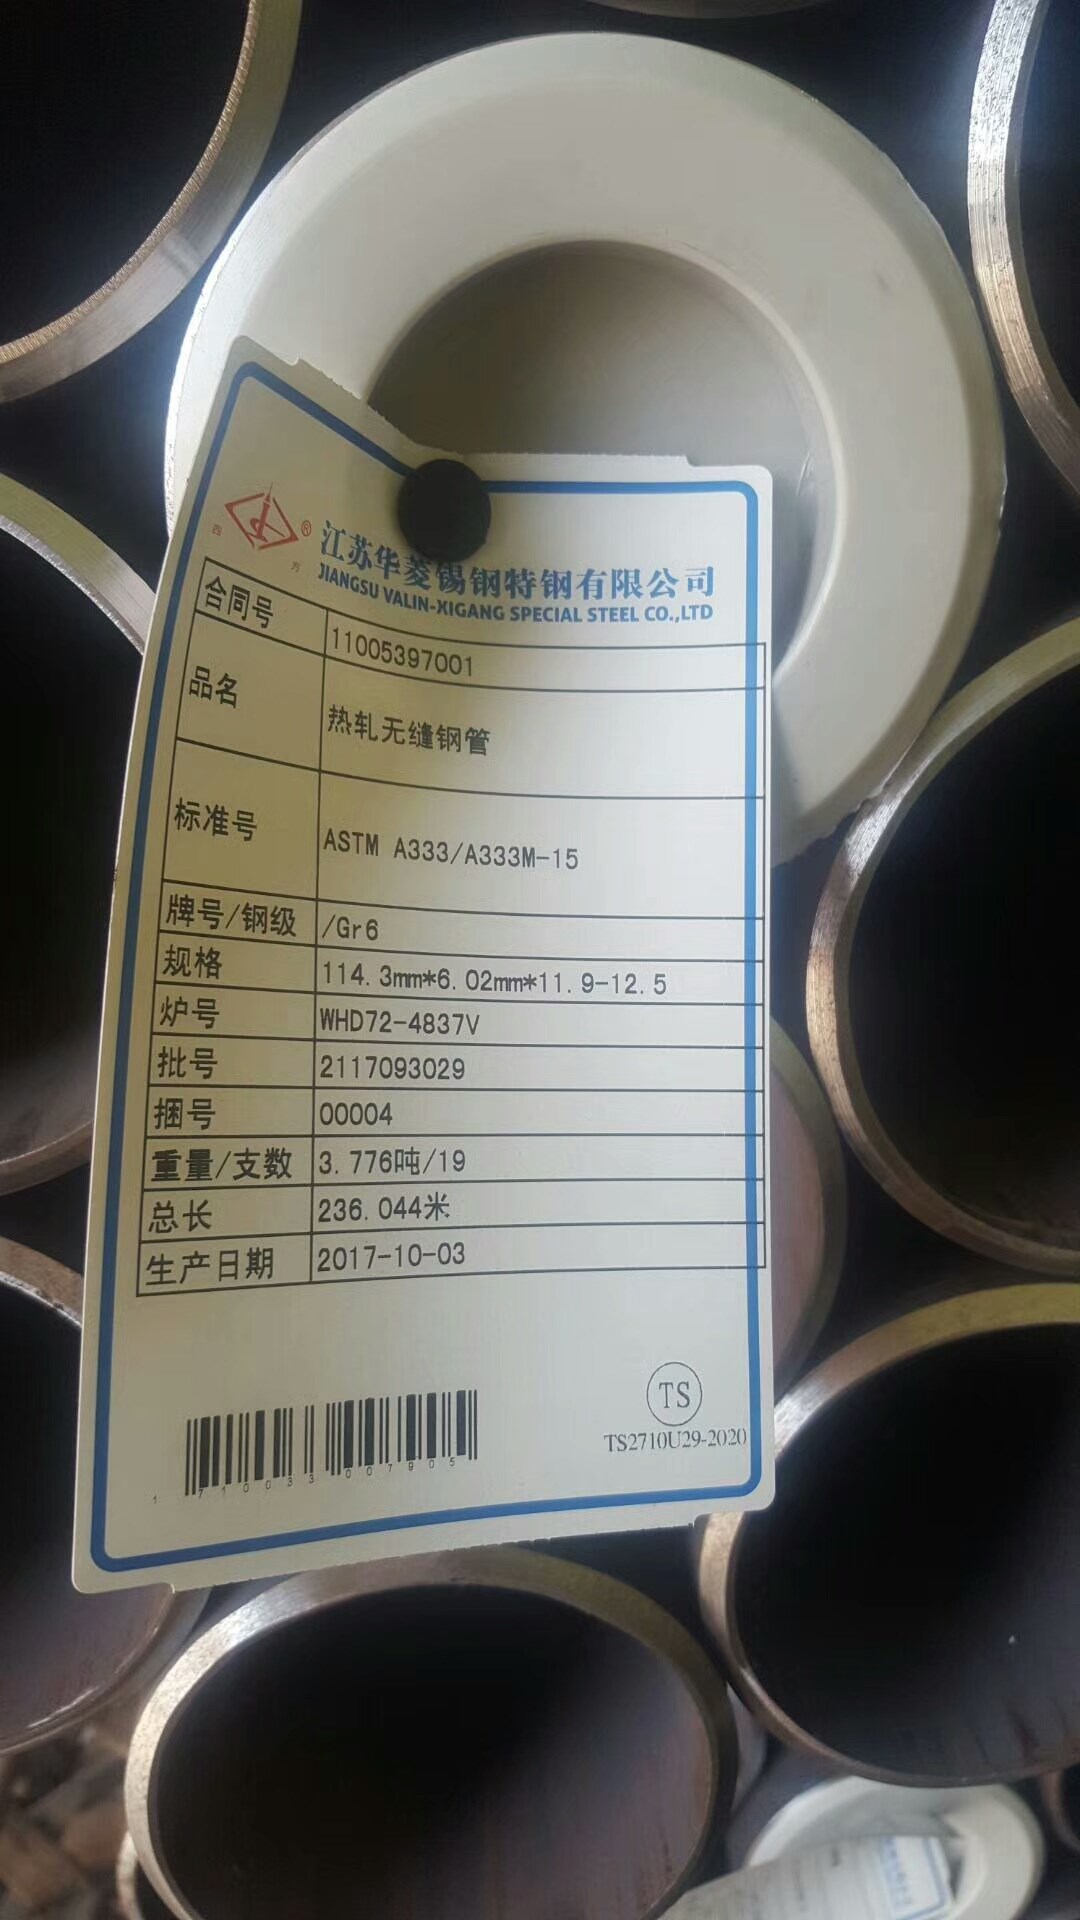 四 方 ®
江苏华菱锡钢特钢有限公司
JIANGSU VALIN-XIGANG SPECIAL STEEL CO.,LTD
合同号 11005397001
品名 热轧无缝钢管
标准号 ASTM A333/A333M-15
牌号/钢级 /Gr6
规格 114.3mm*6.02mm*11.9-12.5
炉号 WHD72-4837V
批号 2117093029
捆号 00004
重量/支数 3.776吨/19
总长 236.044米
生产日期 2017-10-03
TS
TS2710U29-2020
1710033007905